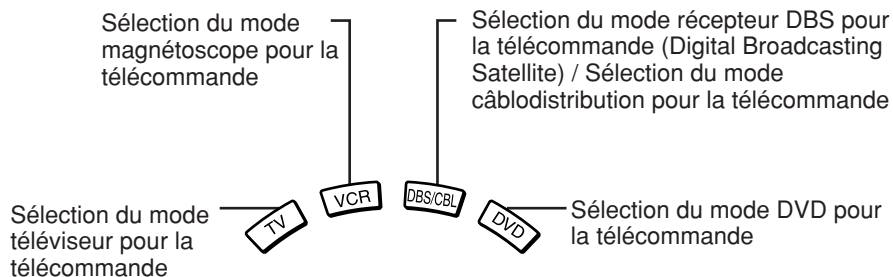 Sélection du mode
magnétoscope pour la
télécommande
Sélection du mode récepteur DBS pour
la télécommande (Digital Broadcasting
Satellite) / Sélection du mode
câblodistribution pour la télécommande
TV
VCR
DBS/CBL
DVD
Sélection du mode
téléviseur pour la
télécommande
Sélection du mode DVD pour
la télécommande